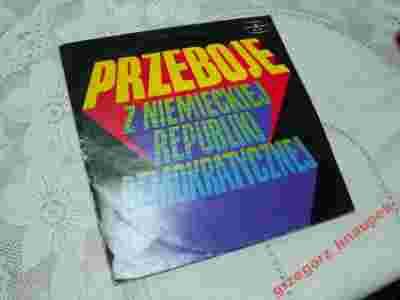 PRZEBOJE
Z NIEMIECKIEJ
REPUBLIKI
DEMOKRATYCZNEJ